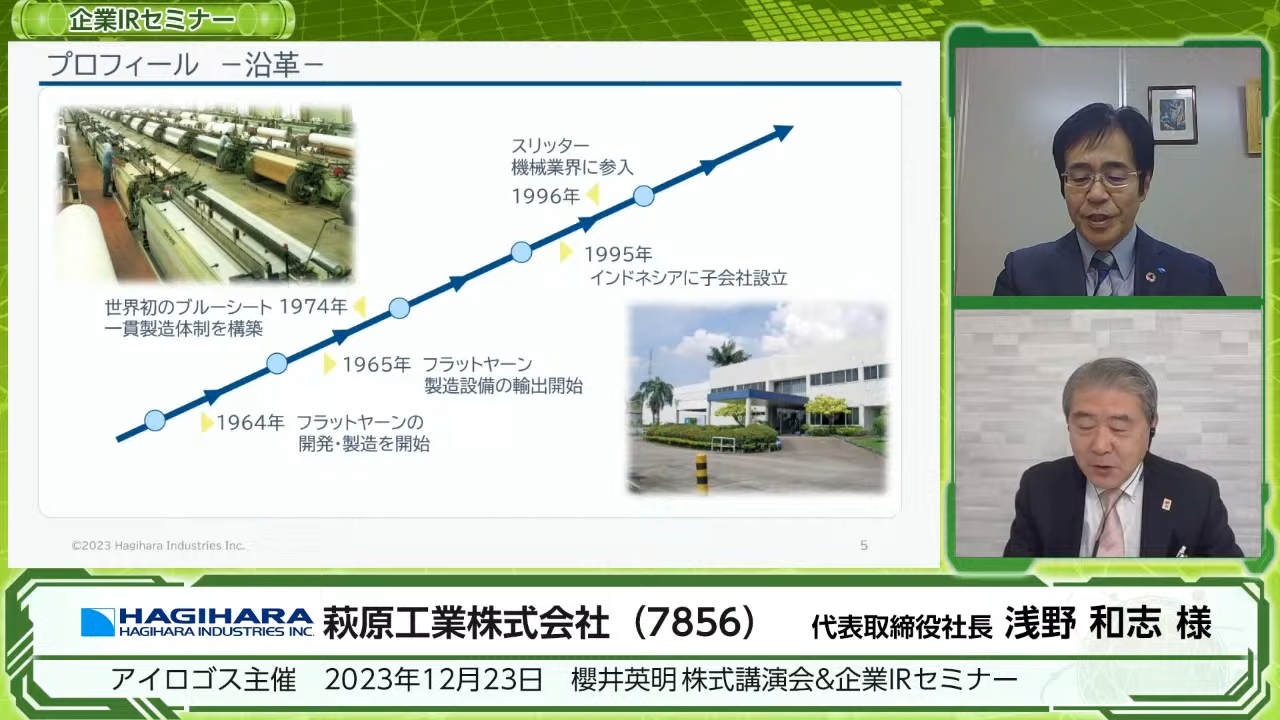 企業IRセミナー
プロフィール －沿革－
スリッター
機械業界に参入
1996年
1995年
インドネシアに子会社設立
世界初のブルーシート 1974年
一貫製造体制を構築
1965年 フラットヤーン
製造設備の輸出開始
1964年 フラットヤーンの
開発・製造を開始
©2023 Hagihara Industries Inc.
5
HAGIHARA
HAGIHARA INDUSTRIES INC.
萩原工業株式会社（7856）
代表取締役社長 浅野 和志 様
アイロゴス主催 2023年12月23日 櫻井英明 株式講演会&企業IRセミナー